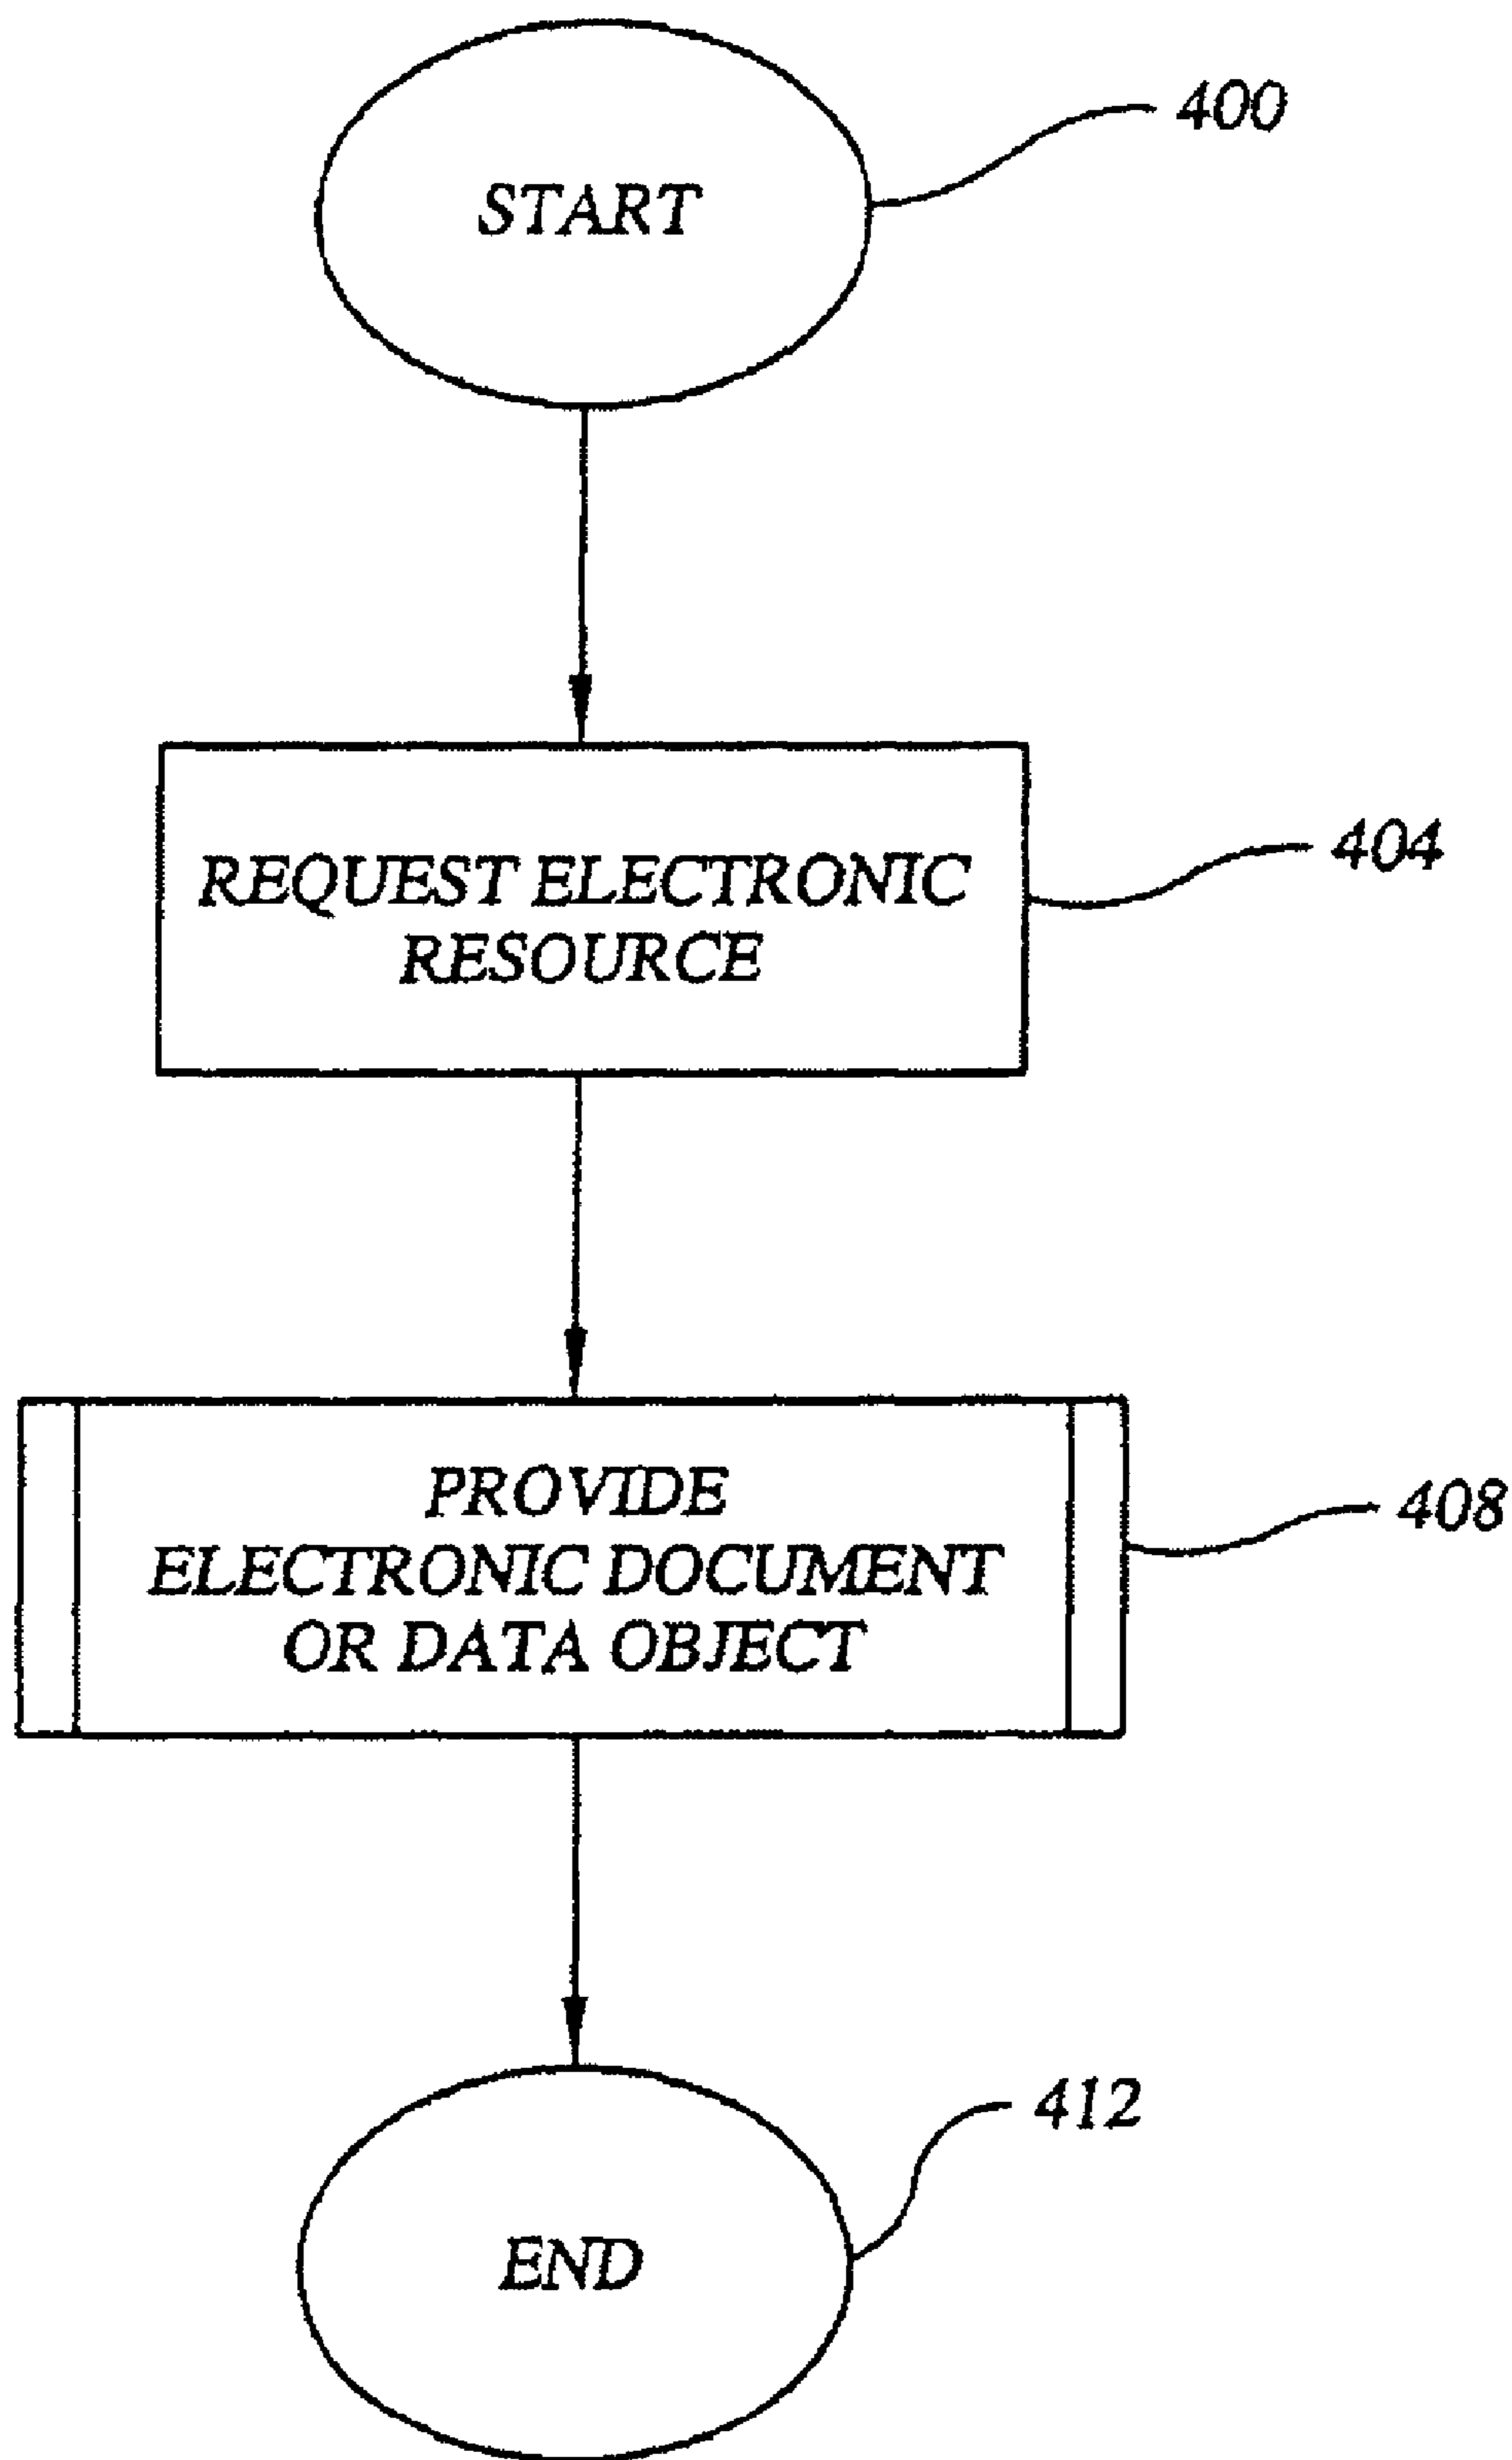 START
400
REQUEST ELECTRONIC
RESOURCE
404
PROVIDE
ELECTRONIC DOCUMENT
OR DATA OBJECT
408
END
412